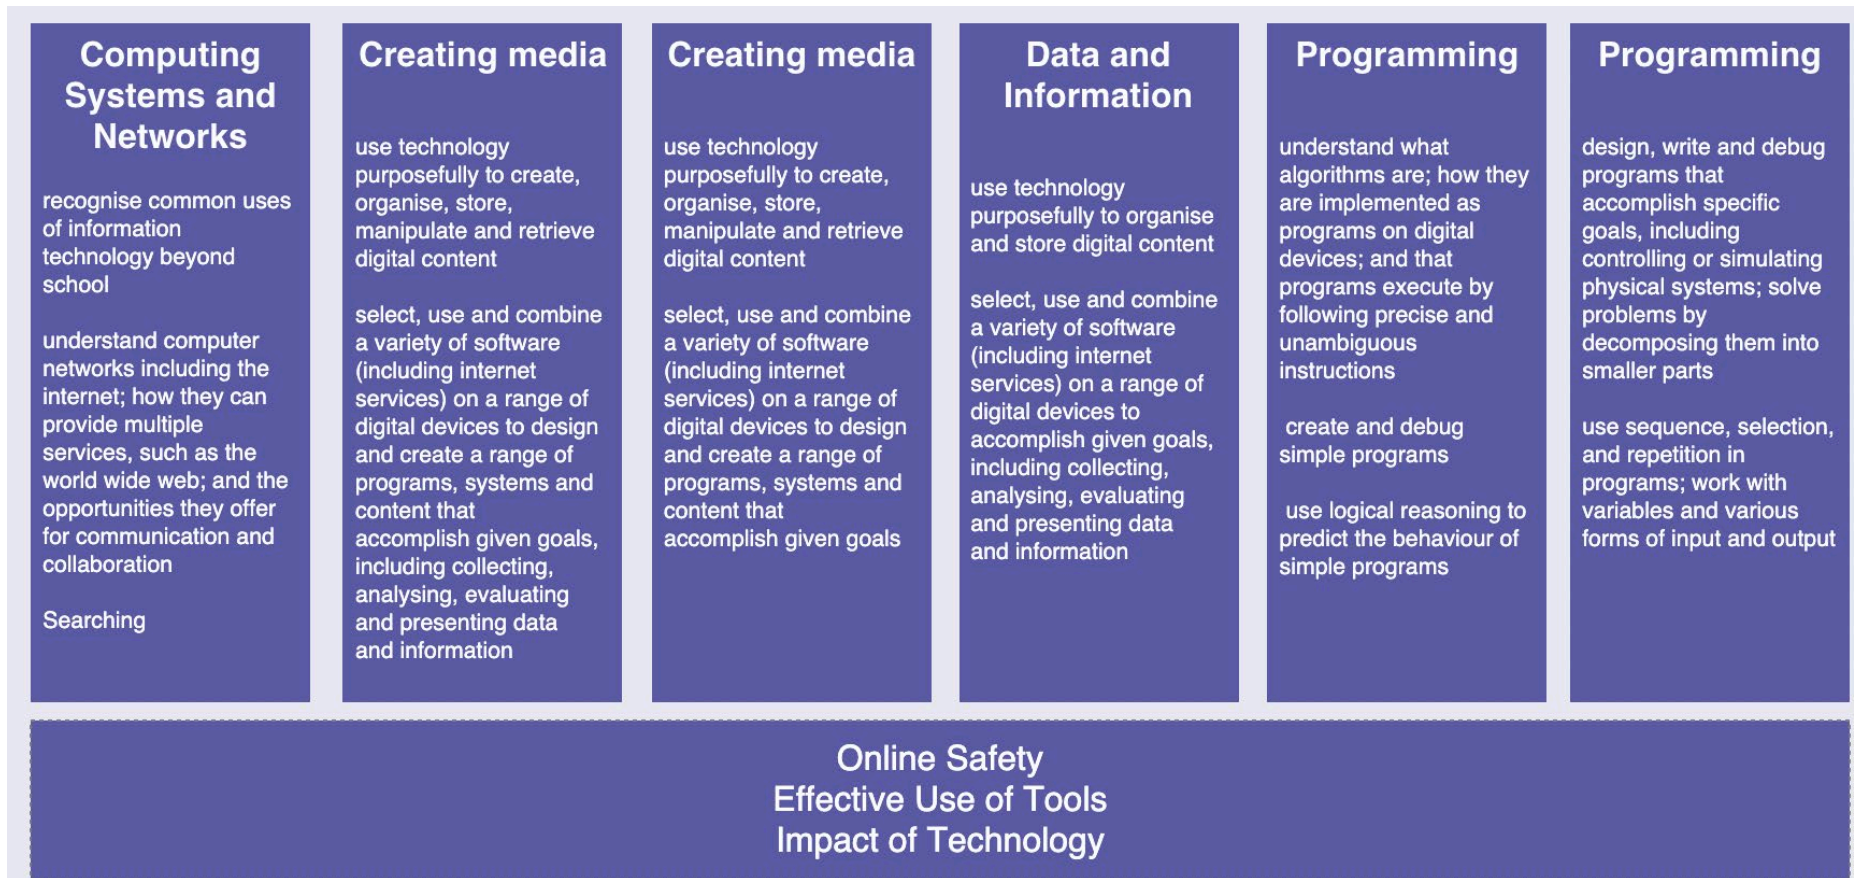 Computing
Systems and
Networks
recognise common uses
of information
technology beyond
school
understand computer
networks including the
internet; how they can
provide multiple
services, such as the
world wide web; and the
opportunities they offer
for communication and
collaboration
Searching
Creating media
use technology
purposefully to create,
organise, store,
manipulate and retrieve
digital content
select, use and combine
a variety of software
(including internet
services) on a range of
digital devices to design
and create a range of
programs, systems and
content that
accomplish given goals,
including collecting,
analysing, evaluating
and presenting data
and information
Creating media
use technology
purposefully to create,
organise, store,
manipulate and retrieve
digital content
select, use and combine
a variety of software
(including internet
services) on a range of
digital devices to design
and create a range of
programs, systems and
content that
accomplish given goals
Data and
Information
use technology
purposefully to organise
and store digital content
select, use and combine
a variety of software
(including internet
services) on a range of
digital devices to
accomplish given goals,
including collecting,
analysing, evaluating
and presenting data
and information
Programming
understand what
algorithms are; how they
are implemented as
programs on digital
devices; and that
programs execute by
following precise and
unambiguous
instructions
create and debug
simple programs
use logical reasoning to
predict the behaviour of
simple programs
Programming
design, write and debug
programs that
accomplish specific
goals, including
controlling or simulating
physical systems; solve
problems by
decomposing them into
smaller parts
use sequence, selection,
and repetition in
programs; work with
variables and various
forms of input and output
Online Safety
Effective Use of Tools
Impact of Technology